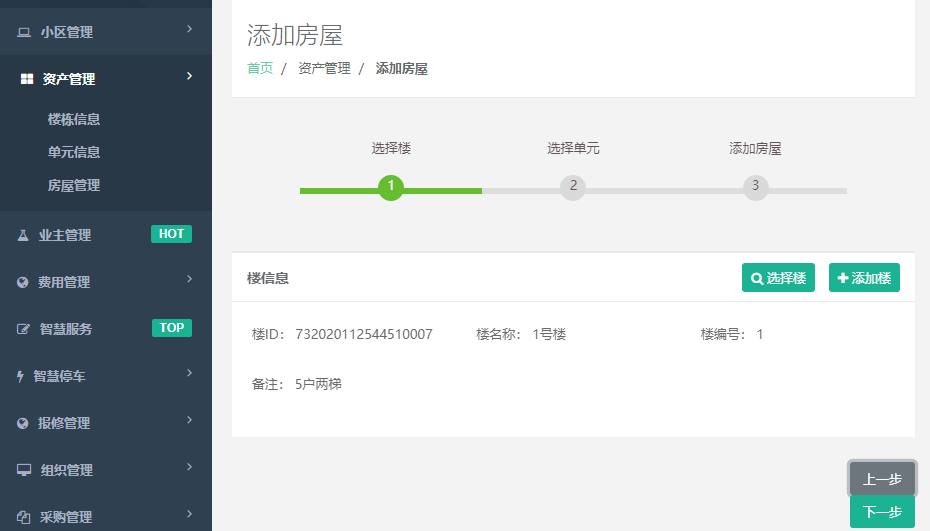 小区管理
资产管理
楼栋信息
单元信息
房屋管理
业主管理 HOT
费用管理
智慧服务 TOP
智慧停车
报修管理
组织管理
采购管理
添加房屋
首页 / 资产管理 / 添加房屋
选择楼 选择单元 添加房屋
1 2 3
楼信息 选择楼 添加楼
楼ID： 732020112544510007 楼名称： 1号楼 楼编号： 1
备注： 5户两梯
上一步
下一步